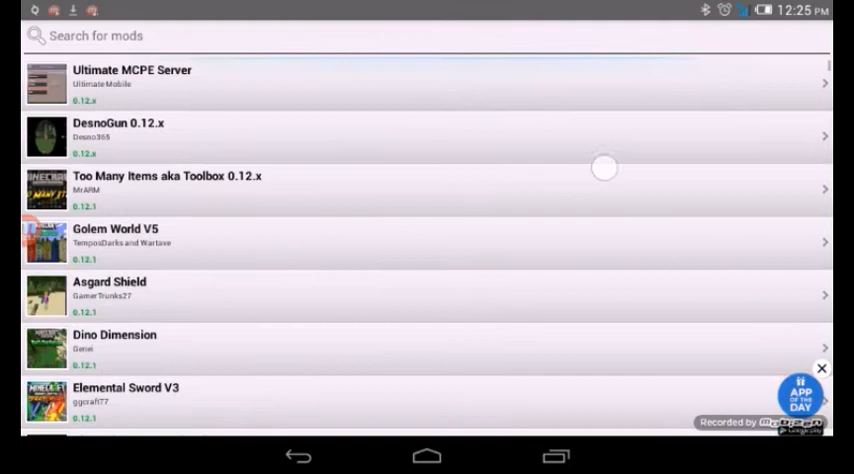 12:25 PM
Search for mods
Ultimate MCPE Server
UltimateMobile
0.12.x
DesnoGun 0.12.x
Desno365
0.12.x
Too Many Items aka Toolbox 0.12.x
MrARM
0.12.1
Golem World V5
TemposDarks and Wartave
0.12.1
Asgard Shield
GamerTrunks27
0.12.1
Dino Dimension
Genei
0.12.1
Elemental Sword V3
ggcraft77
0.12.1
APP
OF THE
DAY
Recorded by
Google play